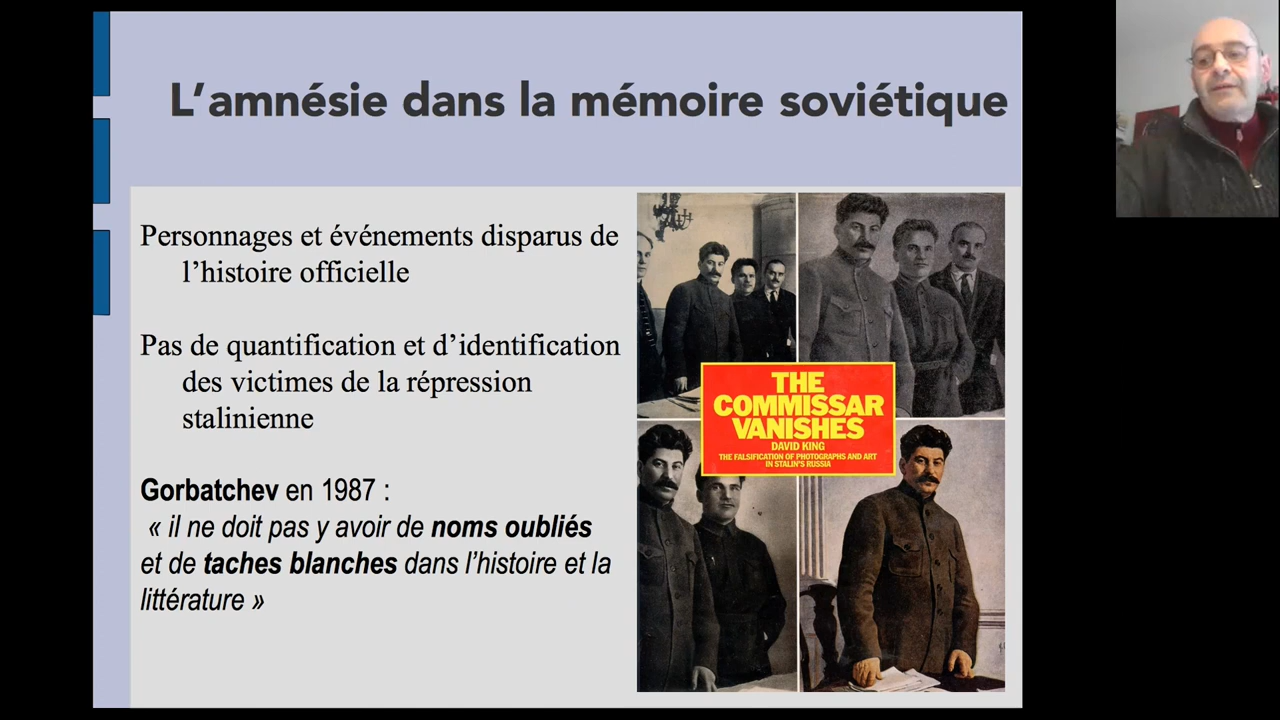 L’amnésie dans la mémoire soviétique
Personnages et événements disparus de
l’histoire officielle
Pas de quantification et d’identification
des victimes de la répression
stalinienne
Gorbatchev en 1987 :
« il ne doit pas y avoir de noms oubliés
et de taches blanches dans l’histoire et la
littérature »
THE
COMMISSAR
VANISHES
DAVID KING
THE FALSIFICATION OF PHOTOGRAPHS AND ART
IN STALIN'S RUSSIA